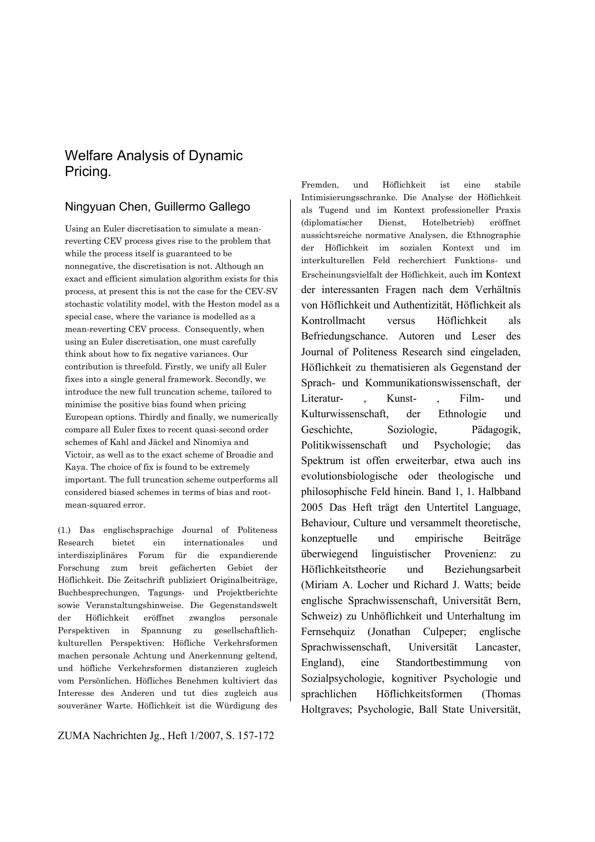 Welfare Analysis of Dynamic
Pricing.
Ningyuan Chen, Guillermo Gallego
Using an Euler discretisation to simulate a mean-
reverting CEV process gives rise to the problem that
while the process itself is guaranteed to be
nonnegative, the discretisation is not. Although an
exact and efficient simulation algorithm exists for this
process, at present this is not the case for the CEV-SV
stochastic volatility model, with the Heston model as a
special case, where the variance is modelled as a
mean-reverting CEV process. Consequently, when
using an Euler discretisation, one must carefully
think about how to fix negative variances. Our
contribution is threefold. Firstly, we unify all Euler
fixes into a single general framework. Secondly, we
introduce the new full truncation scheme, tailored to
minimise the positive bias found when pricing
European options. Thirdly and finally, we numerically
compare all Euler fixes to recent quasi-second order
schemes of Kahl and Jäckel and Ninomiya and
Victoir, as well as to the exact scheme of Broadie and
Kaya. The choice of fix is found to be extremely
important. The full truncation scheme outperforms all
considered biased schemes in terms of bias and root-
mean-squared error.
(1.) Das englischsprachige Journal of Politeness
Research bietet ein internationales und
interdisziplinäres Forum für die expandierende
Forschung zum breit gefächerten Gebiet der
Höflichkeit. Die Zeitschrift publiziert Originalbeiträge,
Buchbesprechungen, Tagungs- und Projektberichte
sowie Veranstaltungshinweise. Die Gegenstandswelt
der Höflichkeit eröffnet zwanglos personale
Perspektiven in Spannung zu gesellschaftlich-
kulturellen Perspektiven: Höfliche Verkehrsformen
machen personale Achtung und Anerkennung geltend,
und höfliche Verkehrsformen distanzieren zugleich
vom Persönlichen. Höfliches Benehmen kultiviert das
Interesse des Anderen und tut dies zugleich aus
souveräner Warte. Höflichkeit ist die Würdigung des
Fremden, und Höflichkeit ist eine stabile
Intimisierungsschranke. Die Analyse der Höflichkeit
als Tugend und im Kontext professioneller Praxis
(diplomatischer Dienst, Hotelbetrieb) eröffnet
aussichtsreiche normative Analysen, die Ethnographie
der Höflichkeit im sozialen Kontext und im
interkulturellen Feld recherchiert Funktions- und
Erscheinungsvielfalt der Höflichkeit, auch im Kontext
der interessanten Fragen nach dem Verhältnis
von Höflichkeit und Authentizität, Höflichkeit als
Kontrollmacht versus Höflichkeit als
Befriedungschance. Autoren und Leser des
Journal of Politeness Research sind eingeladen,
Höflichkeit zu thematisieren als Gegenstand der
Sprach- und Kommunikationswissenschaft, der
Literatur- , Kunst- , Film- und
Kulturwissenschaft, der Ethnologie und
Geschichte, Soziologie, Pädagogik,
Politikwissenschaft und Psychologie; das
Spektrum ist offen erweiterbar, etwa auch ins
evolutionsbiologische oder theologische und
philosophische Feld hinein. Band 1, 1. Halbband
2005 Das Heft trägt den Untertitel Language,
Behaviour, Culture und versammelt theoretische,
konzeptuelle und empirische Beiträge
überwiegend linguistischer Provenienz: zu
Höflichkeitstheorie und Beziehungsarbeit
(Miriam A. Locher und Richard J. Watts; beide
englische Sprachwissenschaft, Universität Bern,
Schweiz) zu Unhöflichkeit und Unterhaltung im
Fernsehquiz (Jonathan Culpeper; englische
Sprachwissenschaft, Universität Lancaster,
England), eine Standortbestimmung von
Sozialpsychologie, kognitiver Psychologie und
sprachlichen Höflichkeitsformen (Thomas
Holtgraves; Psychologie, Ball State Universität,
ZUMA Nachrichten Jg., Heft 1/2007, S. 157-172